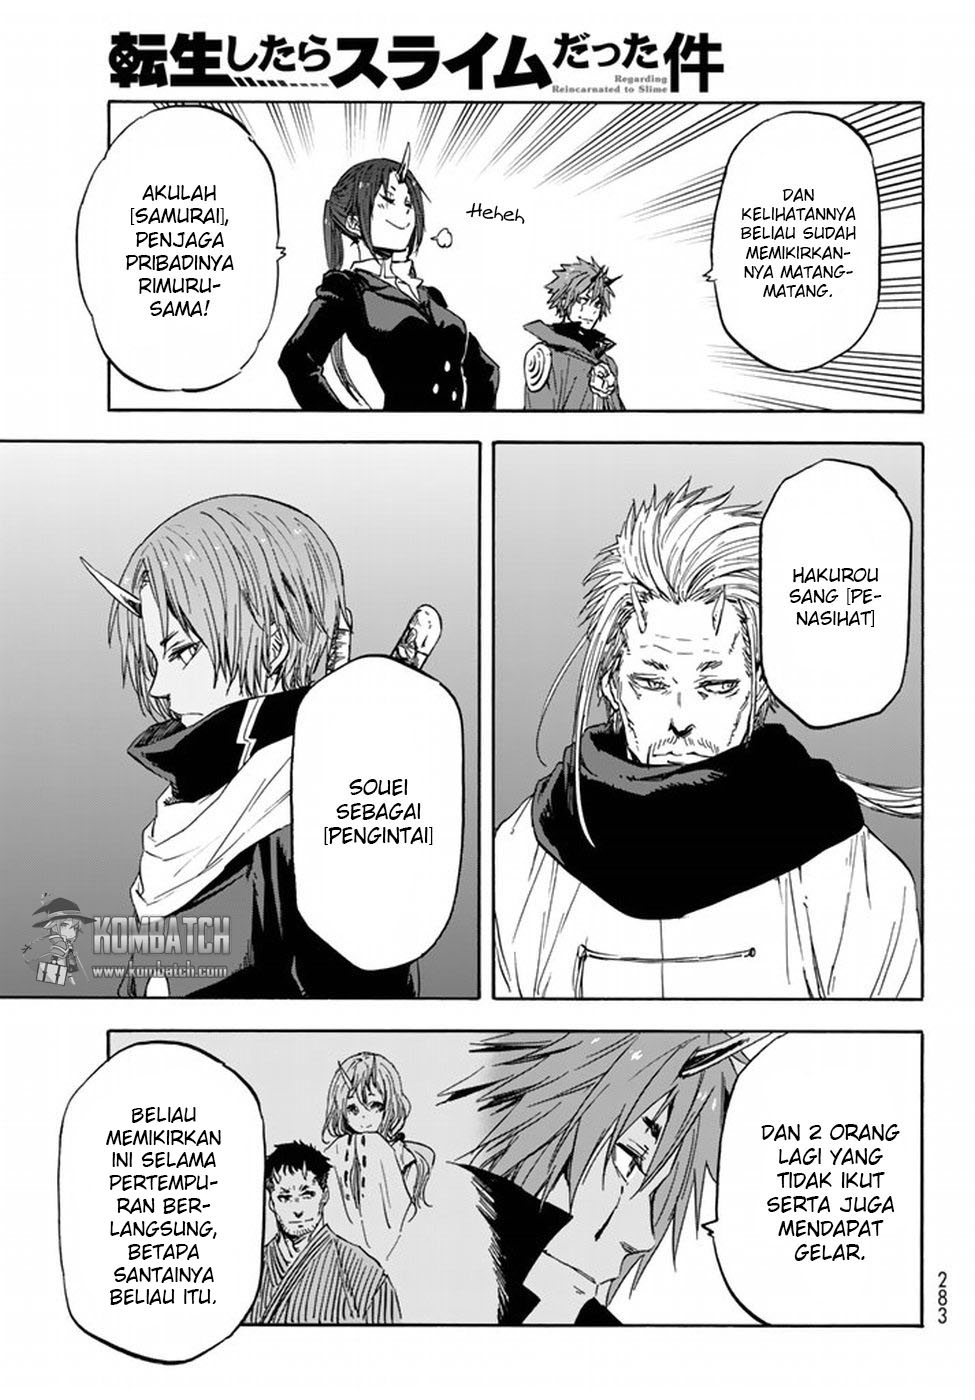 転生したらスライムだった件
Regarding
Reincarnated to Slime
DAN
KELIHATANNYA
BELIAU SUDAH
MEMIKIRKAN-
NYA MATANG-
MATANG.
Heheh
AKULAH
[SAMURAI],
PENJAGA
PRIBADINYA
RIMURU-
SAMA!
HAKUROU
SANG [PE-
NASIHAT]
SOUEI
SEBAGAI
[PENGINTAI]
KOMBATCH
www.kombatch.com
DAN 2 ORANG
LAGI YANG
TIDAK IKUT
SERTA JUGA
MENDAPAT
GELAR.
BELIAU
MEMIKIRKAN
INI SELAMA
PERTEMPU-
RAN BER-
LANGSUNG,
BETAPA
SANTAINYA
BELIAU ITU.
283